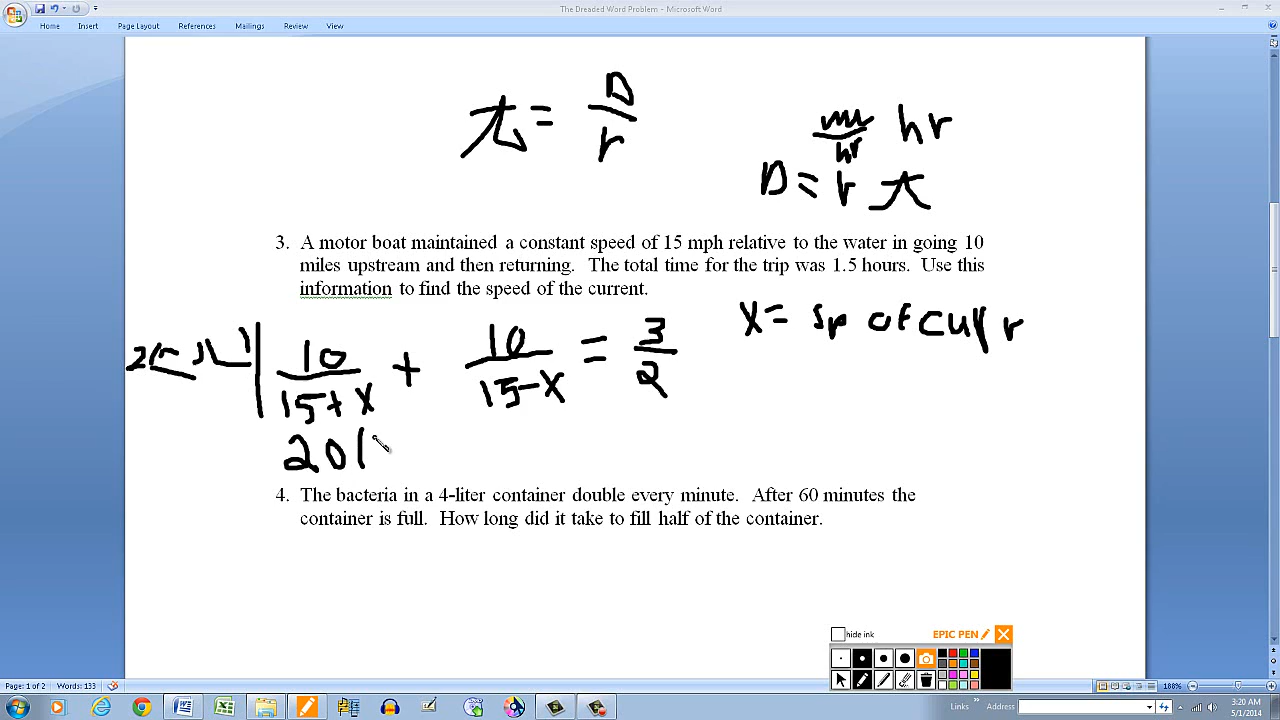 The Dreaded Word Problem - Microsoft Word
Home Insert Page Layout References Mailings Review View
t = D/r
mi/hr hr
D = r t
3. A motor boat maintained a constant speed of 15 mph relative to the water in going 10
miles upstream and then returning. The total time for the trip was 1.5 hours. Use this
information to find the speed of the current.
x = sp of curr
10/15+x + 10/15-x = 3/2
20(
4. The bacteria in a 4-liter container double every minute. After 60 minutes the
container is full. How long did it take to fill half of the container.
hide ink EPIC PEN
Page: 1 of 2 Words: 133 188%
Links Address 3:20 AM
5/1/2014